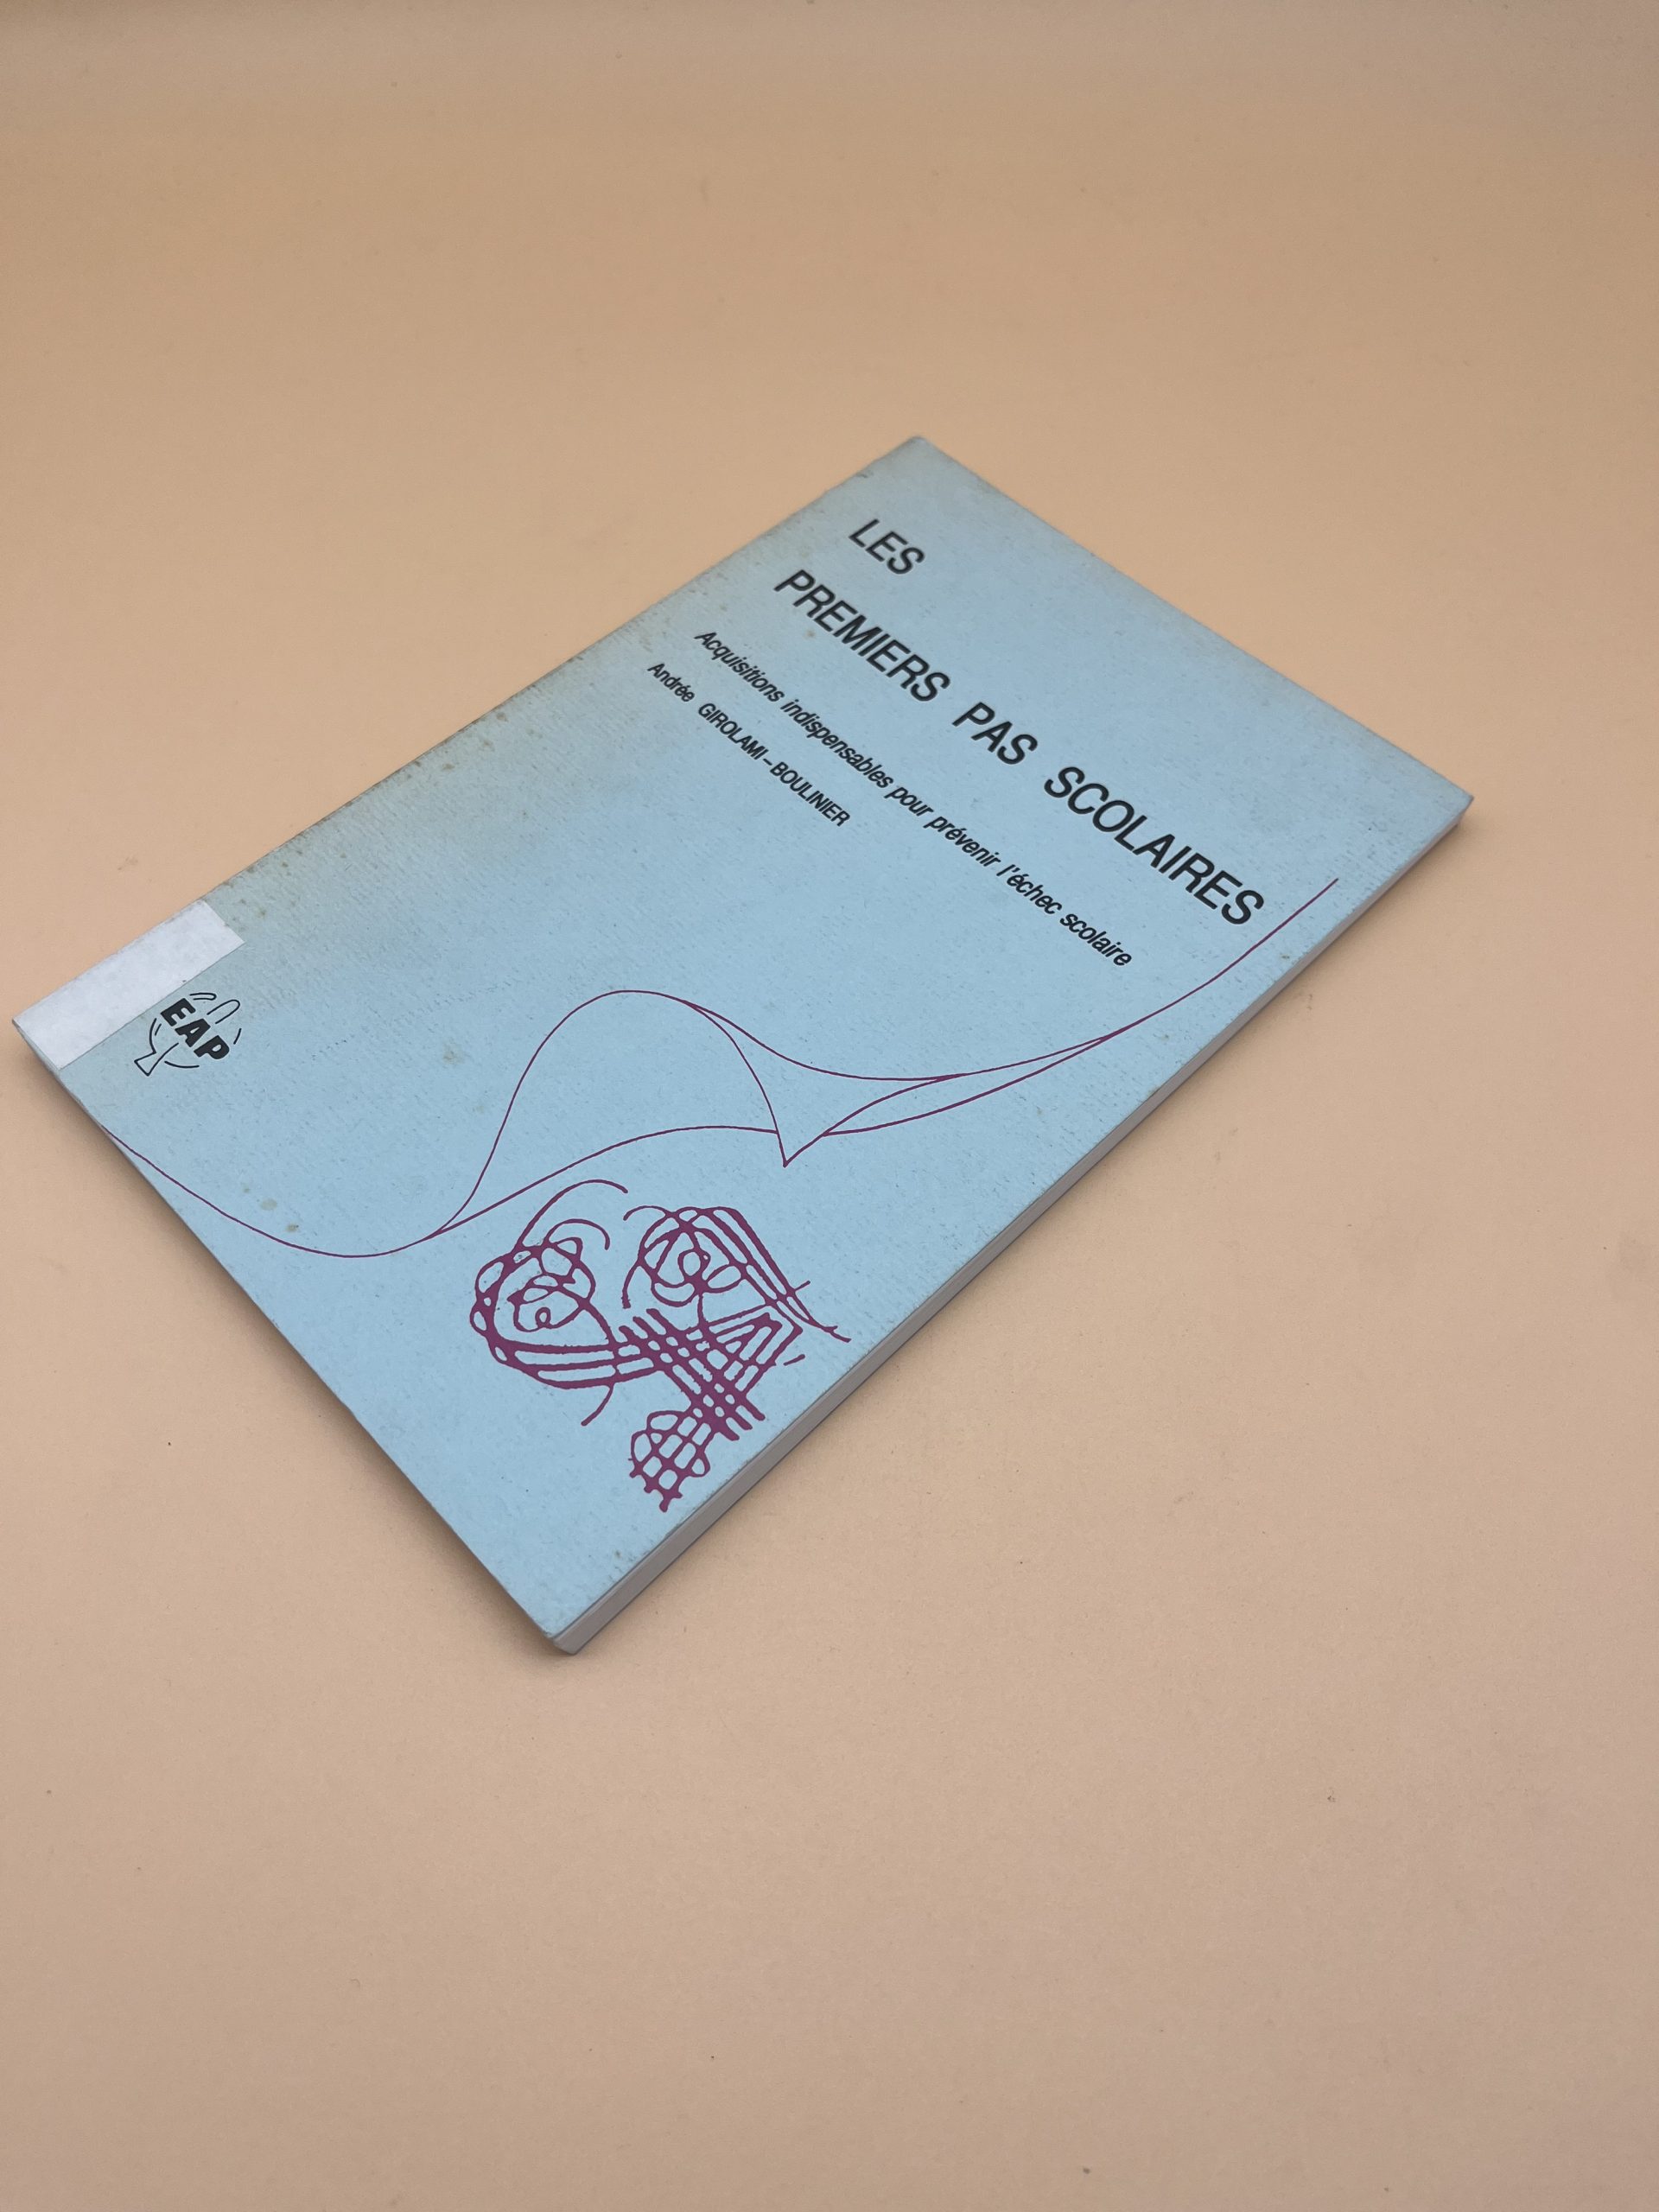 LES
PREMIERS PAS SCOLAIRES
Acquisitions indispensables pour prévenir l'échec scolaire
Andrée GIROLAMI-BOULINIER
EAP